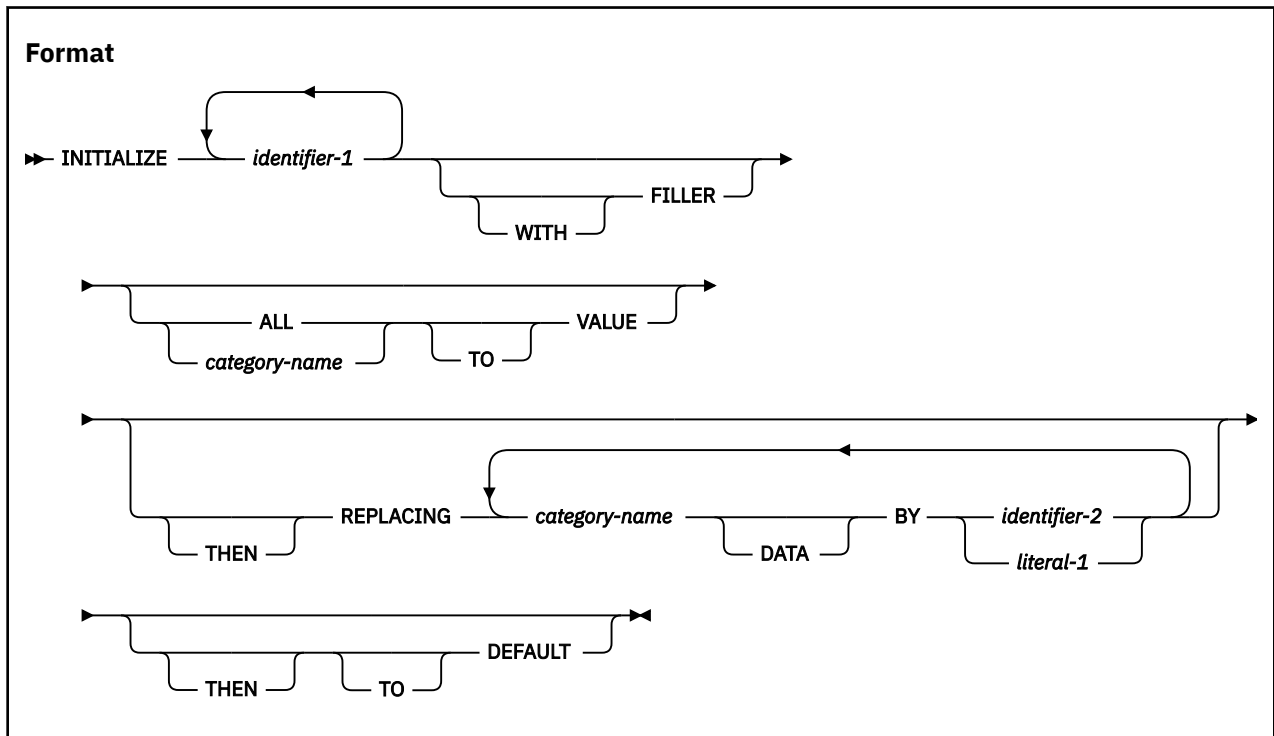 Format
INITIALIZE identifier-1
FILLER
WITH
ALL VALUE
category-name TO
REPLACING category-name BY identifier-2
THEN DATA literal-1
DEFAULT
THEN TO